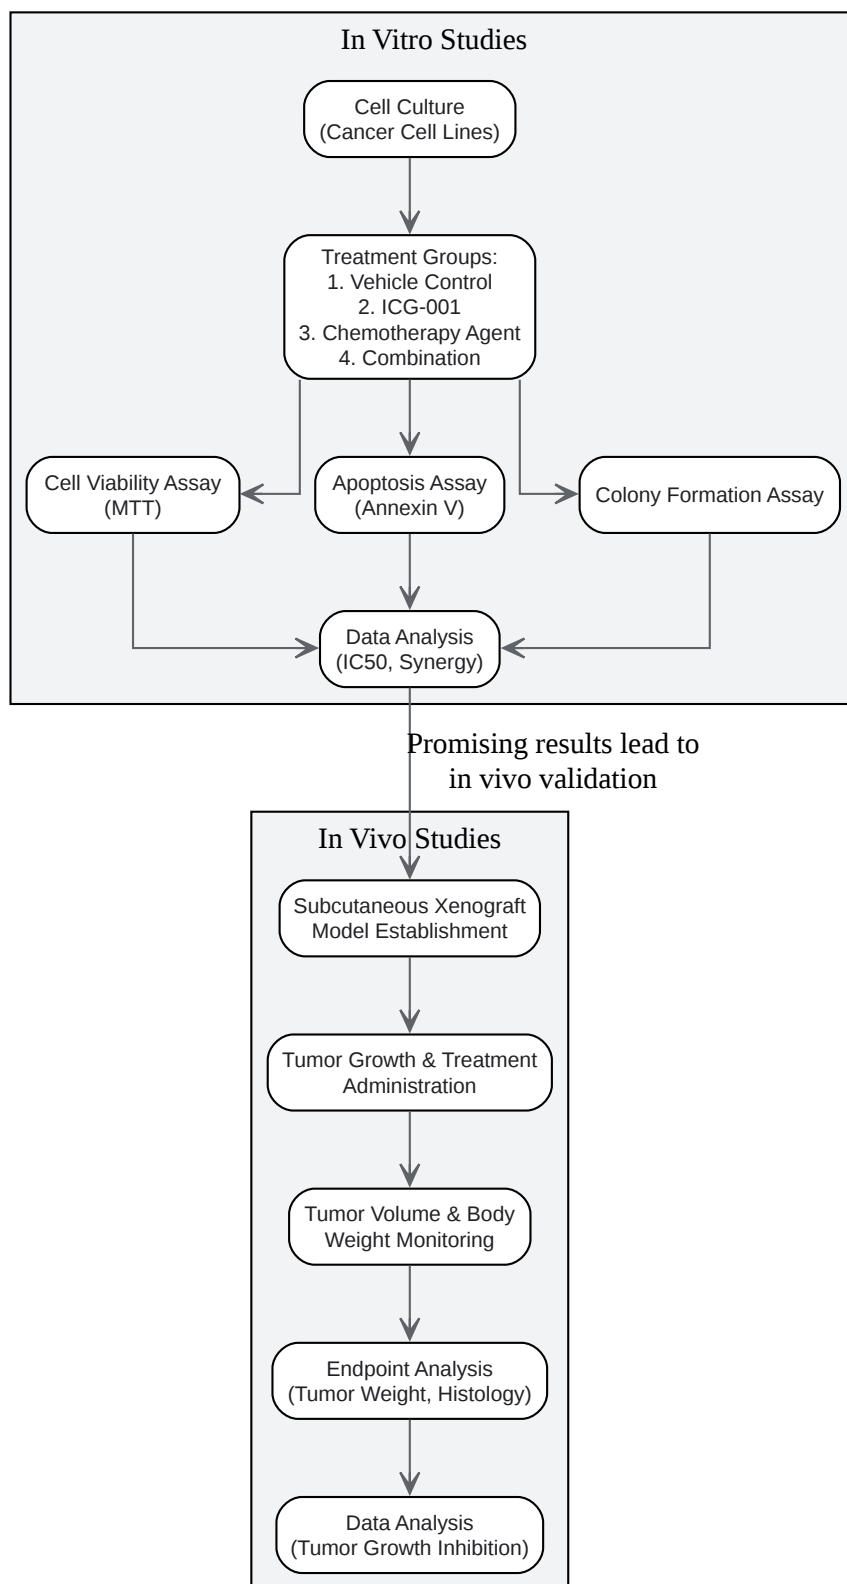 In Vitro Studies
Cell Culture
(Cancer Cell Lines)
Treatment Groups:
1. Vehicle Control
2. ICG-001
3. Chemotherapy Agent
4. Combination
Cell Viability Assay
(MTT)
Apoptosis Assay
(Annexin V)
Colony Formation Assay
Data Analysis
(IC50, Synergy)
Promising results lead to
in vivo validation
In Vivo Studies
Subcutaneous Xenograft
Model Establishment
Tumor Growth & Treatment
Administration
Tumor Volume & Body
Weight Monitoring
Endpoint Analysis
(Tumor Weight, Histology)
Data Analysis
(Tumor Growth Inhibition)